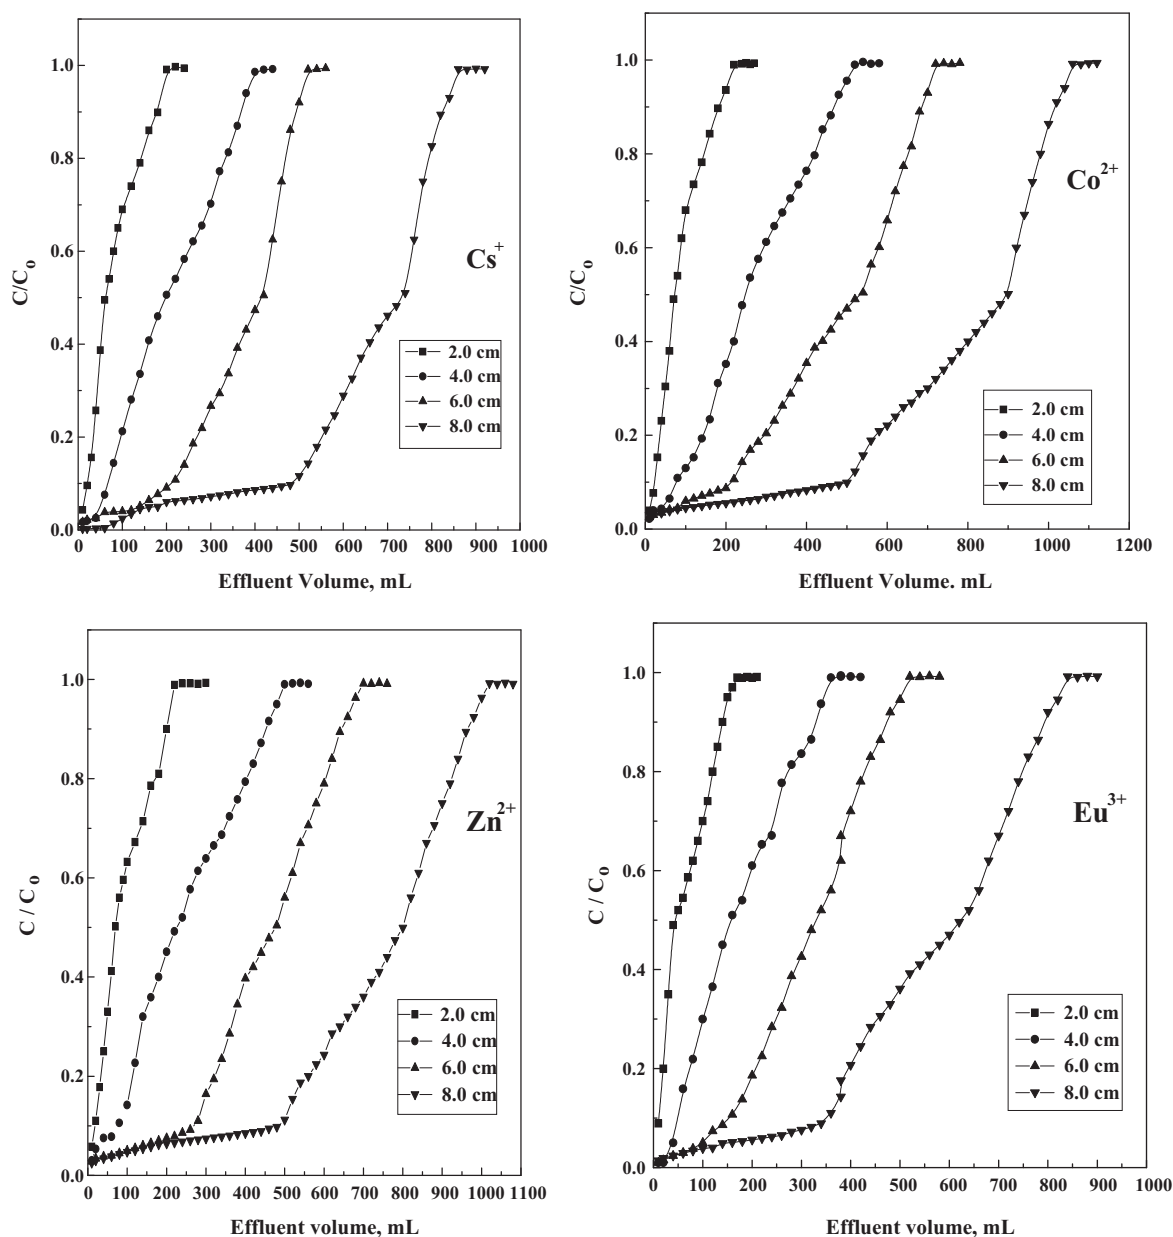 C/C₀
1.0
0.8
0.6
0.4
0.2
0.0
Cs⁺
2.0 cm
4.0 cm
6.0 cm
8.0 cm
0 100 200 300 400 500 600 700 800 900 1000
Effluent Volume, mL
C/C₀
1.0
0.8
0.6
0.4
0.2
0.0
Co²⁺
2.0 cm
4.0 cm
6.0 cm
8.0 cm
0 200 400 600 800 1000 1200
Effluent Volume. mL
C / C₀
1.0
0.8
0.6
0.4
0.2
0.0
Zn²⁺
2.0 cm
4.0 cm
6.0 cm
8.0 cm
0 100 200 300 400 500 600 700 800 900 1000 1100
Effluent volume, mL
C / C₀
1.0
0.8
0.6
0.4
0.2
0.0
Eu³⁺
2.0 cm
4.0 cm
6.0 cm
8.0 cm
0 100 200 300 400 500 600 700 800 900 1000
Effluent volume, mL